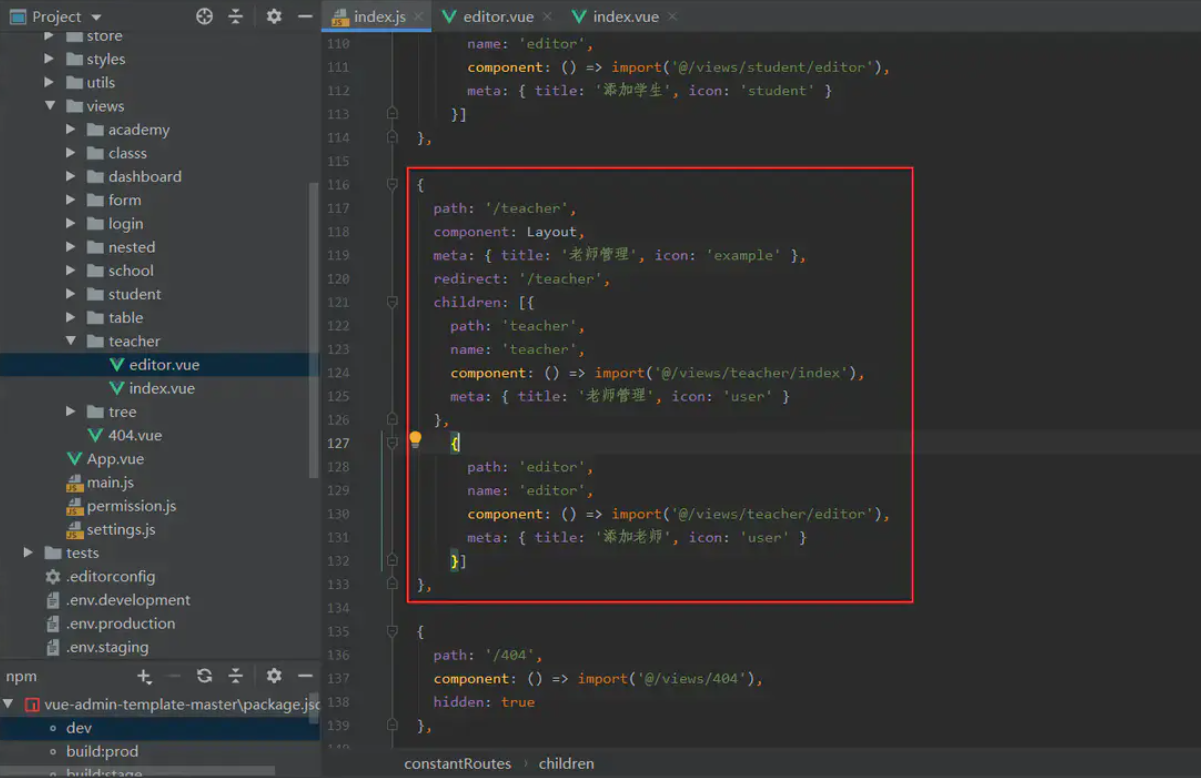 Project
index.js
editor.vue
index.vue
store
styles
utils
views
academy
classs
dashboard
form
login
nested
school
student
table
teacher
editor.vue
index.vue
tree
404.vue
App.vue
main.js
permission.js
settings.js
tests
.editorconfig
.env.development
.env.production
.env.staging
npm
vue-admin-template-master\package.jsc
dev
build:prod
build:stage
110 name: 'editor',
111 component: () => import('@/views/student/editor'),
112 meta: { title: '添加学生', icon: 'student' }
113 }]
114 },
115
116 {
117 path: '/teacher',
118 component: Layout,
119 meta: { title: '老师管理', icon: 'example' },
120 redirect: '/teacher',
121 children: [{
122 path: 'teacher',
123 name: 'teacher',
124 component: () => import('@/views/teacher/index'),
125 meta: { title: '老师管理', icon: 'user' }
126 },
127 {
128 path: 'editor',
129 name: 'editor',
130 component: () => import('@/views/teacher/editor'),
131 meta: { title: '添加老师', icon: 'user' }
132 }]
133 },
134
135 {
136 path: '/404',
137 component: () => import('@/views/404'),
138 hidden: true
139 },
140
constantRoutes › children